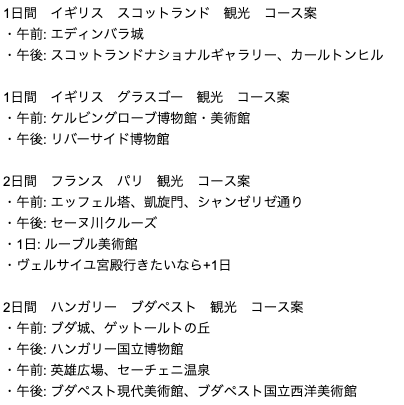 1日間　イギリス　スコットランド　観光　コース案
・午前: エディンバラ城
・午後: スコットランドナショナルギャラリー、カールトンヒル
1日間　イギリス　グラスゴー　観光　コース案
・午前: ケルビングローブ博物館・美術館
・午後: リバーサイド博物館
2日間　フランス　パリ　観光　コース案
・午前: エッフェル塔、凱旋門、シャンゼリゼ通り
・午後: セーヌ川クルーズ
・1日: ルーブル美術館
・ヴェルサイユ宮殿行きたいなら+1日
2日間　ハンガリー　ブダペスト　観光　コース案
・午前: ブダ城、ゲットールトの丘
・午後: ハンガリー国立博物館
・午前: 英雄広場、セーチェニ温泉
・午後: ブダペスト現代美術館、ブダペスト国立西洋美術館